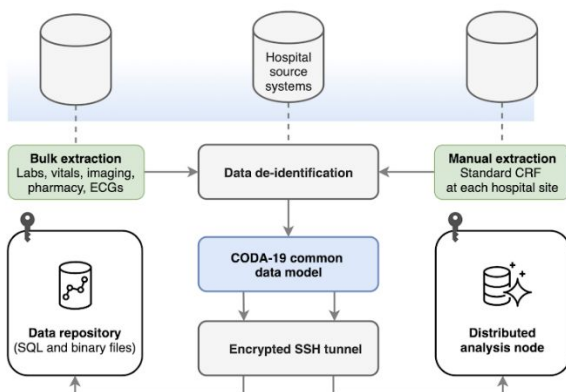 Hospital
source
systems
Bulk extraction
Labs, vitals, imaging,
pharmacy, ECGs
Data de-identification
Manual extraction
Standard CRF
at each hospital site
CODA-19 common
data model
Data repository
(SQL and binary files)
Encrypted SSH tunnel
Distributed
analysis node